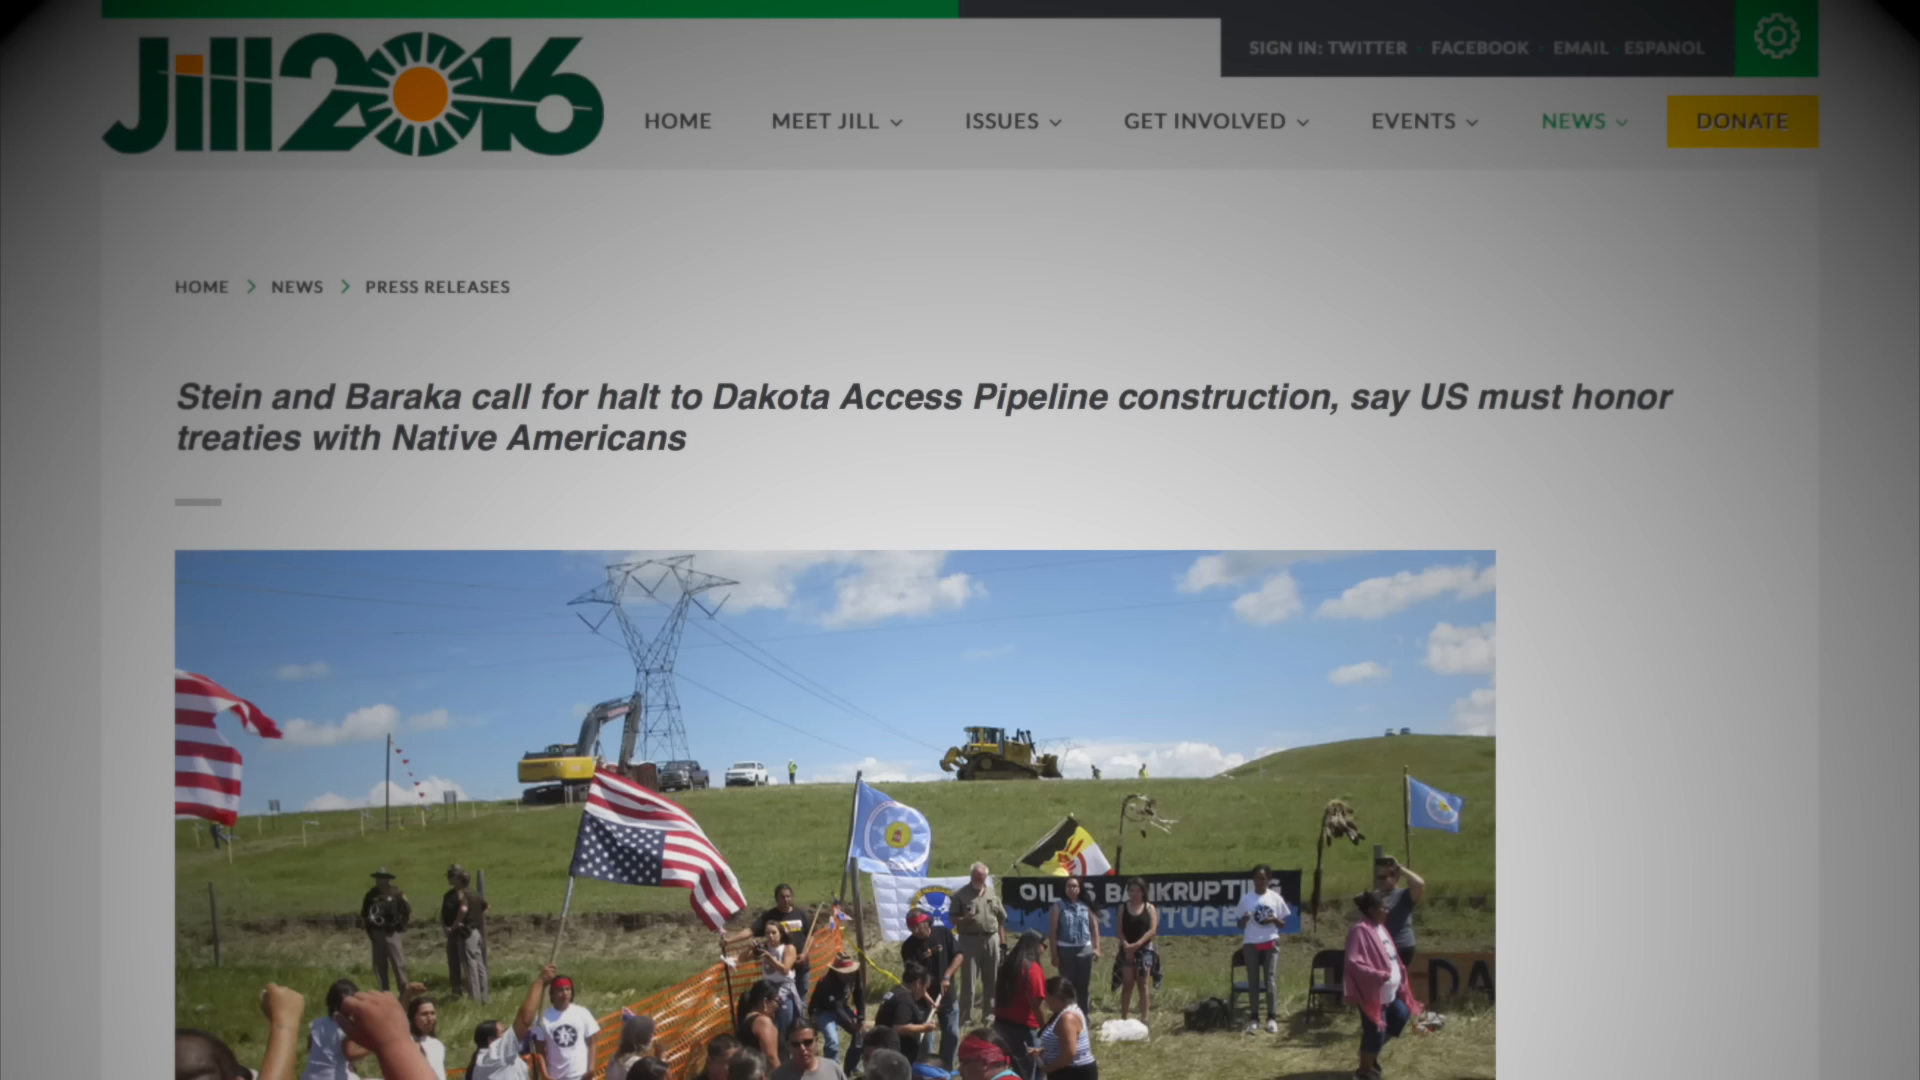 Jill2016
SIGN IN: TWITTER · FACEBOOK · EMAIL ESPANOL
HOME MEET JILL ISSUES GET INVOLVED EVENTS NEWS DONATE
HOME > NEWS > PRESS RELEASES
Stein and Baraka call for halt to Dakota Access Pipeline construction, say US must honor
treaties with Native Americans
OIL
DA